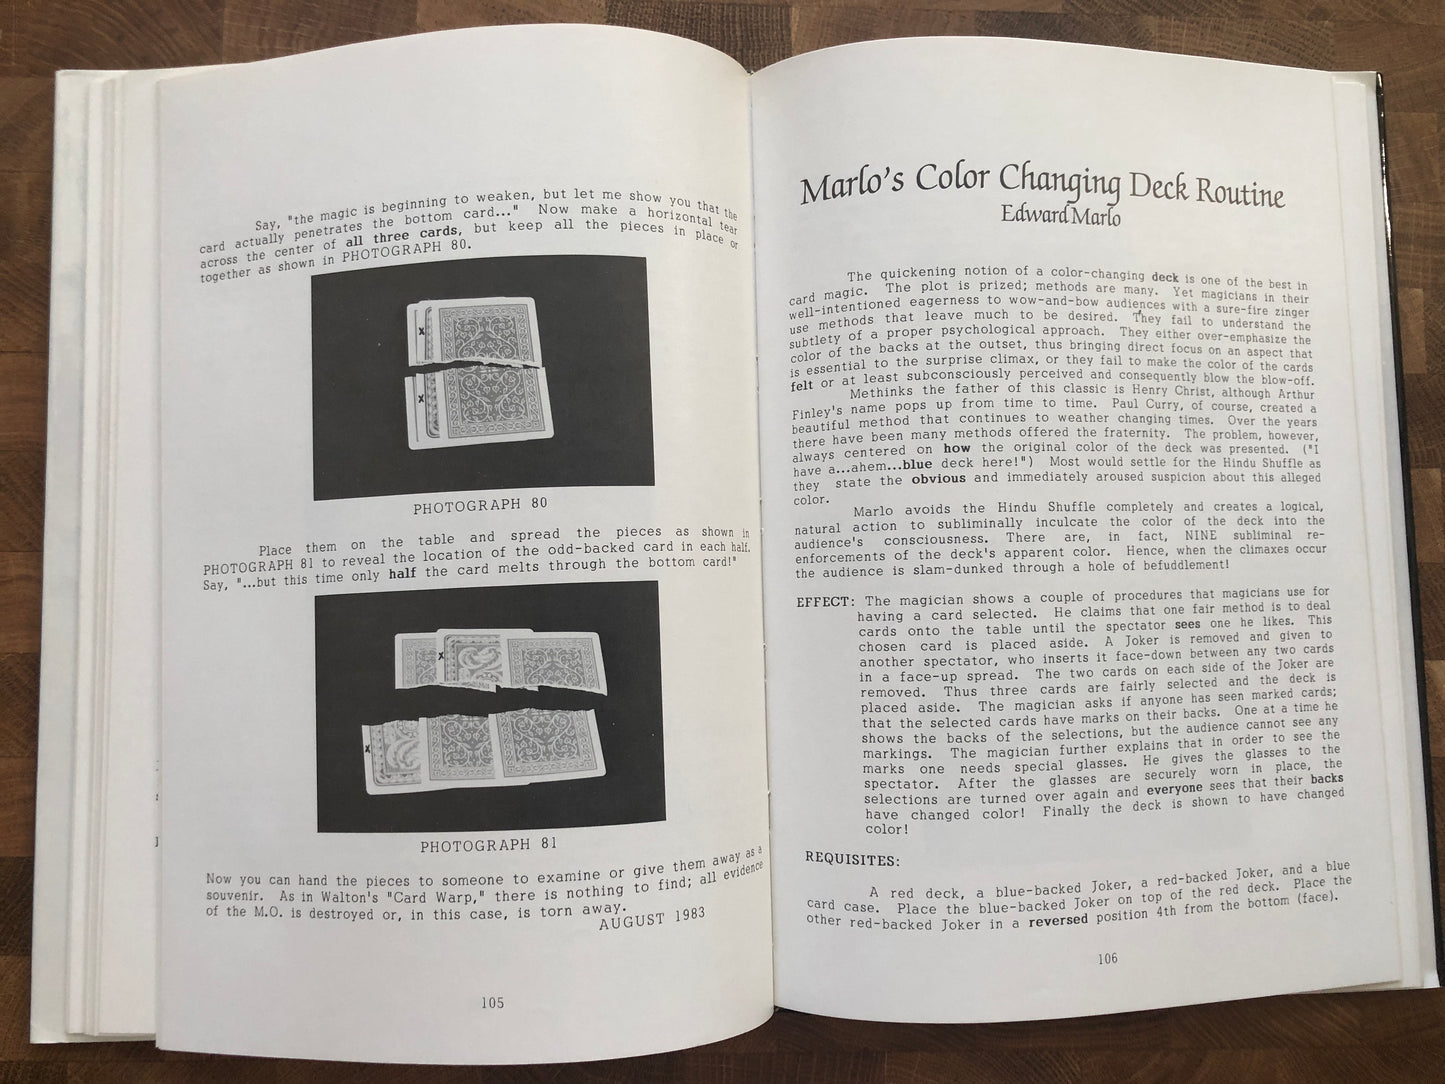 Say, "the magic is beginning to weaken, but let me show you that the
card actually penetrates the bottom card..." Now make a horizontal tear
across the center of all three cards, but keep all the pieces in place or
together as shown in PHOTOGRAPH 80.
X
X
PHOTOGRAPH 80
Place them on the table and spread the pieces as shown in
PHOTOGRAPH 81 to reveal the location of the odd-backed card in each half.
Say, "...but this time only half the card melts through the bottom card!"
X
X
PHOTOGRAPH 81
Now you can hand the pieces to someone to examine or give them away as a
souvenir. As in Walton's "Card Warp," there is nothing to find; all evidence
of the M.O. is destroyed or, in this case, is torn away.
AUGUST 1983
105
Marlo's Color Changing Deck Routine
Edward Marlo
The quickening notion of a color-changing deck is one of the best in
card magic. The plot is prized; methods are many. Yet magicians in their
well-intentioned eagerness to wow-and-bow audiences with a sure-fire zinger
use methods that leave much to be desired. They fail to understand the
subtlety of a proper psychological approach. They either over-emphasize the
color of the backs at the outset, thus bringing direct focus on an aspect that
is essential to the surprise climax, or they fail to make the color of the cards
felt or at least subconsciously perceived and consequently blow the blow-off.
Methinks the father of this classic is Henry Christ, although Arthur
Finley's name pops up from time to time. Paul Curry, of course, created a
beautiful method that continues to weather changing times. Over the years
there have been many methods offered the fraternity. The problem, however,
always centered on how the original color of the deck was presented. ("I
have a...ahem...blue deck here!") Most would settle for the Hindu Shuffle as
they state the obvious and immediately aroused suspicion about this alleged
color.
Marlo avoids the Hindu Shuffle completely and creates a logical,
natural action to subliminally inculcate the color of the deck into the
audience's consciousness. There are, in fact, NINE subliminal re-
enforcements of the deck's apparent color. Hence, when the climaxes occur
the audience is slam-dunked through a hole of befuddlement!
EFFECT: The magician shows a couple of procedures that magicians use for
having a card selected. He claims that one fair method is to deal
cards onto the table until the spectator sees one he likes. This
chosen card is placed aside. A Joker is removed and given to
another spectator, who inserts it face-down between any two cards
in a face-up spread. The two cards on each side of the Joker are
removed. Thus three cards are fairly selected and the deck is
placed aside. The magician asks if anyone has seen marked cards;
that the selected cards have marks on their backs. One at a time he
shows the backs of the selections, but the audience cannot see any
markings. The magician further explains that in order to see the
marks one needs special glasses. He gives the glasses to the
spectator. After the glasses are securely worn in place, the
selections are turned over again and everyone sees that their backs
have changed color! Finally the deck is shown to have changed
color!
REQUISITES:
A red deck, a blue-backed Joker, a red-backed Joker, and a blue
card case. Place the blue-backed Joker on top of the red deck. Place the
other red-backed Joker in a reversed position 4th from the bottom (face).
106